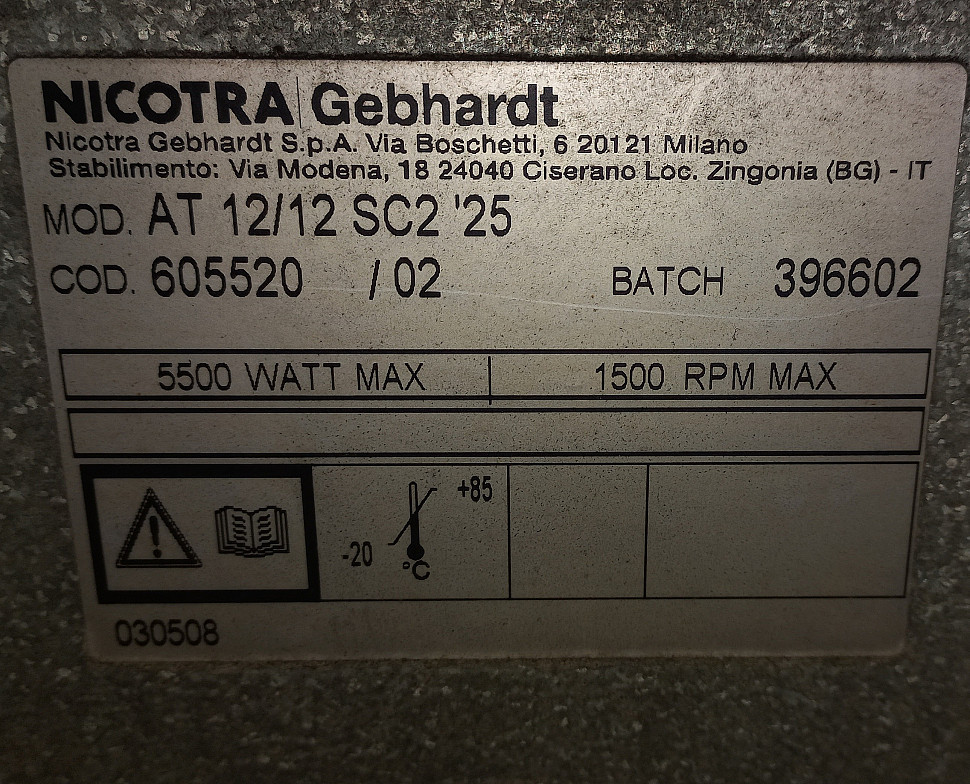 NICOTRA | Gebhardt
Nicotra Gebhardt S.p.A. Via Boschetti, 6 20121 Milano
Stabilimento: Via Modena, 18 24040 Ciserano Loc. Zingonia (BG) - IT
MOD. AT 12/12 SC2 '25
COD. 605520 / 02 BATCH 396602
5500 WATT MAX 1500 RPM MAX
+85
-20
°C
030508